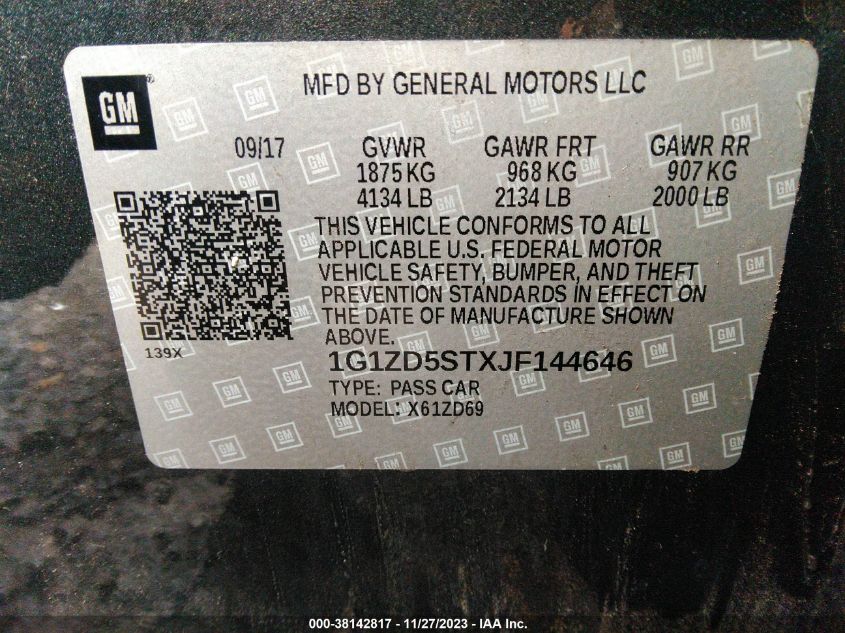 GM
MFD BY GENERAL MOTORS LLC
09/17 GVWR GAWR FRT GAWR RR
1875 KG 968 KG 907 KG
4134 LB 2134 LB 2000 LB
THIS VEHICLE CONFORMS TO ALL
APPLICABLE U.S. FEDERAL MOTOR
VEHICLE SAFETY, BUMPER, AND THEFT
PREVENTION STANDARDS IN EFFECT ON
THE DATE OF MANUFACTURE SHOWN
ABOVE.
139X
1G1ZD5STXJF144646
TYPE: PASS CAR
MODEL: X61ZD69
000-38142817 - 11/27/2023 - IAA Inc.